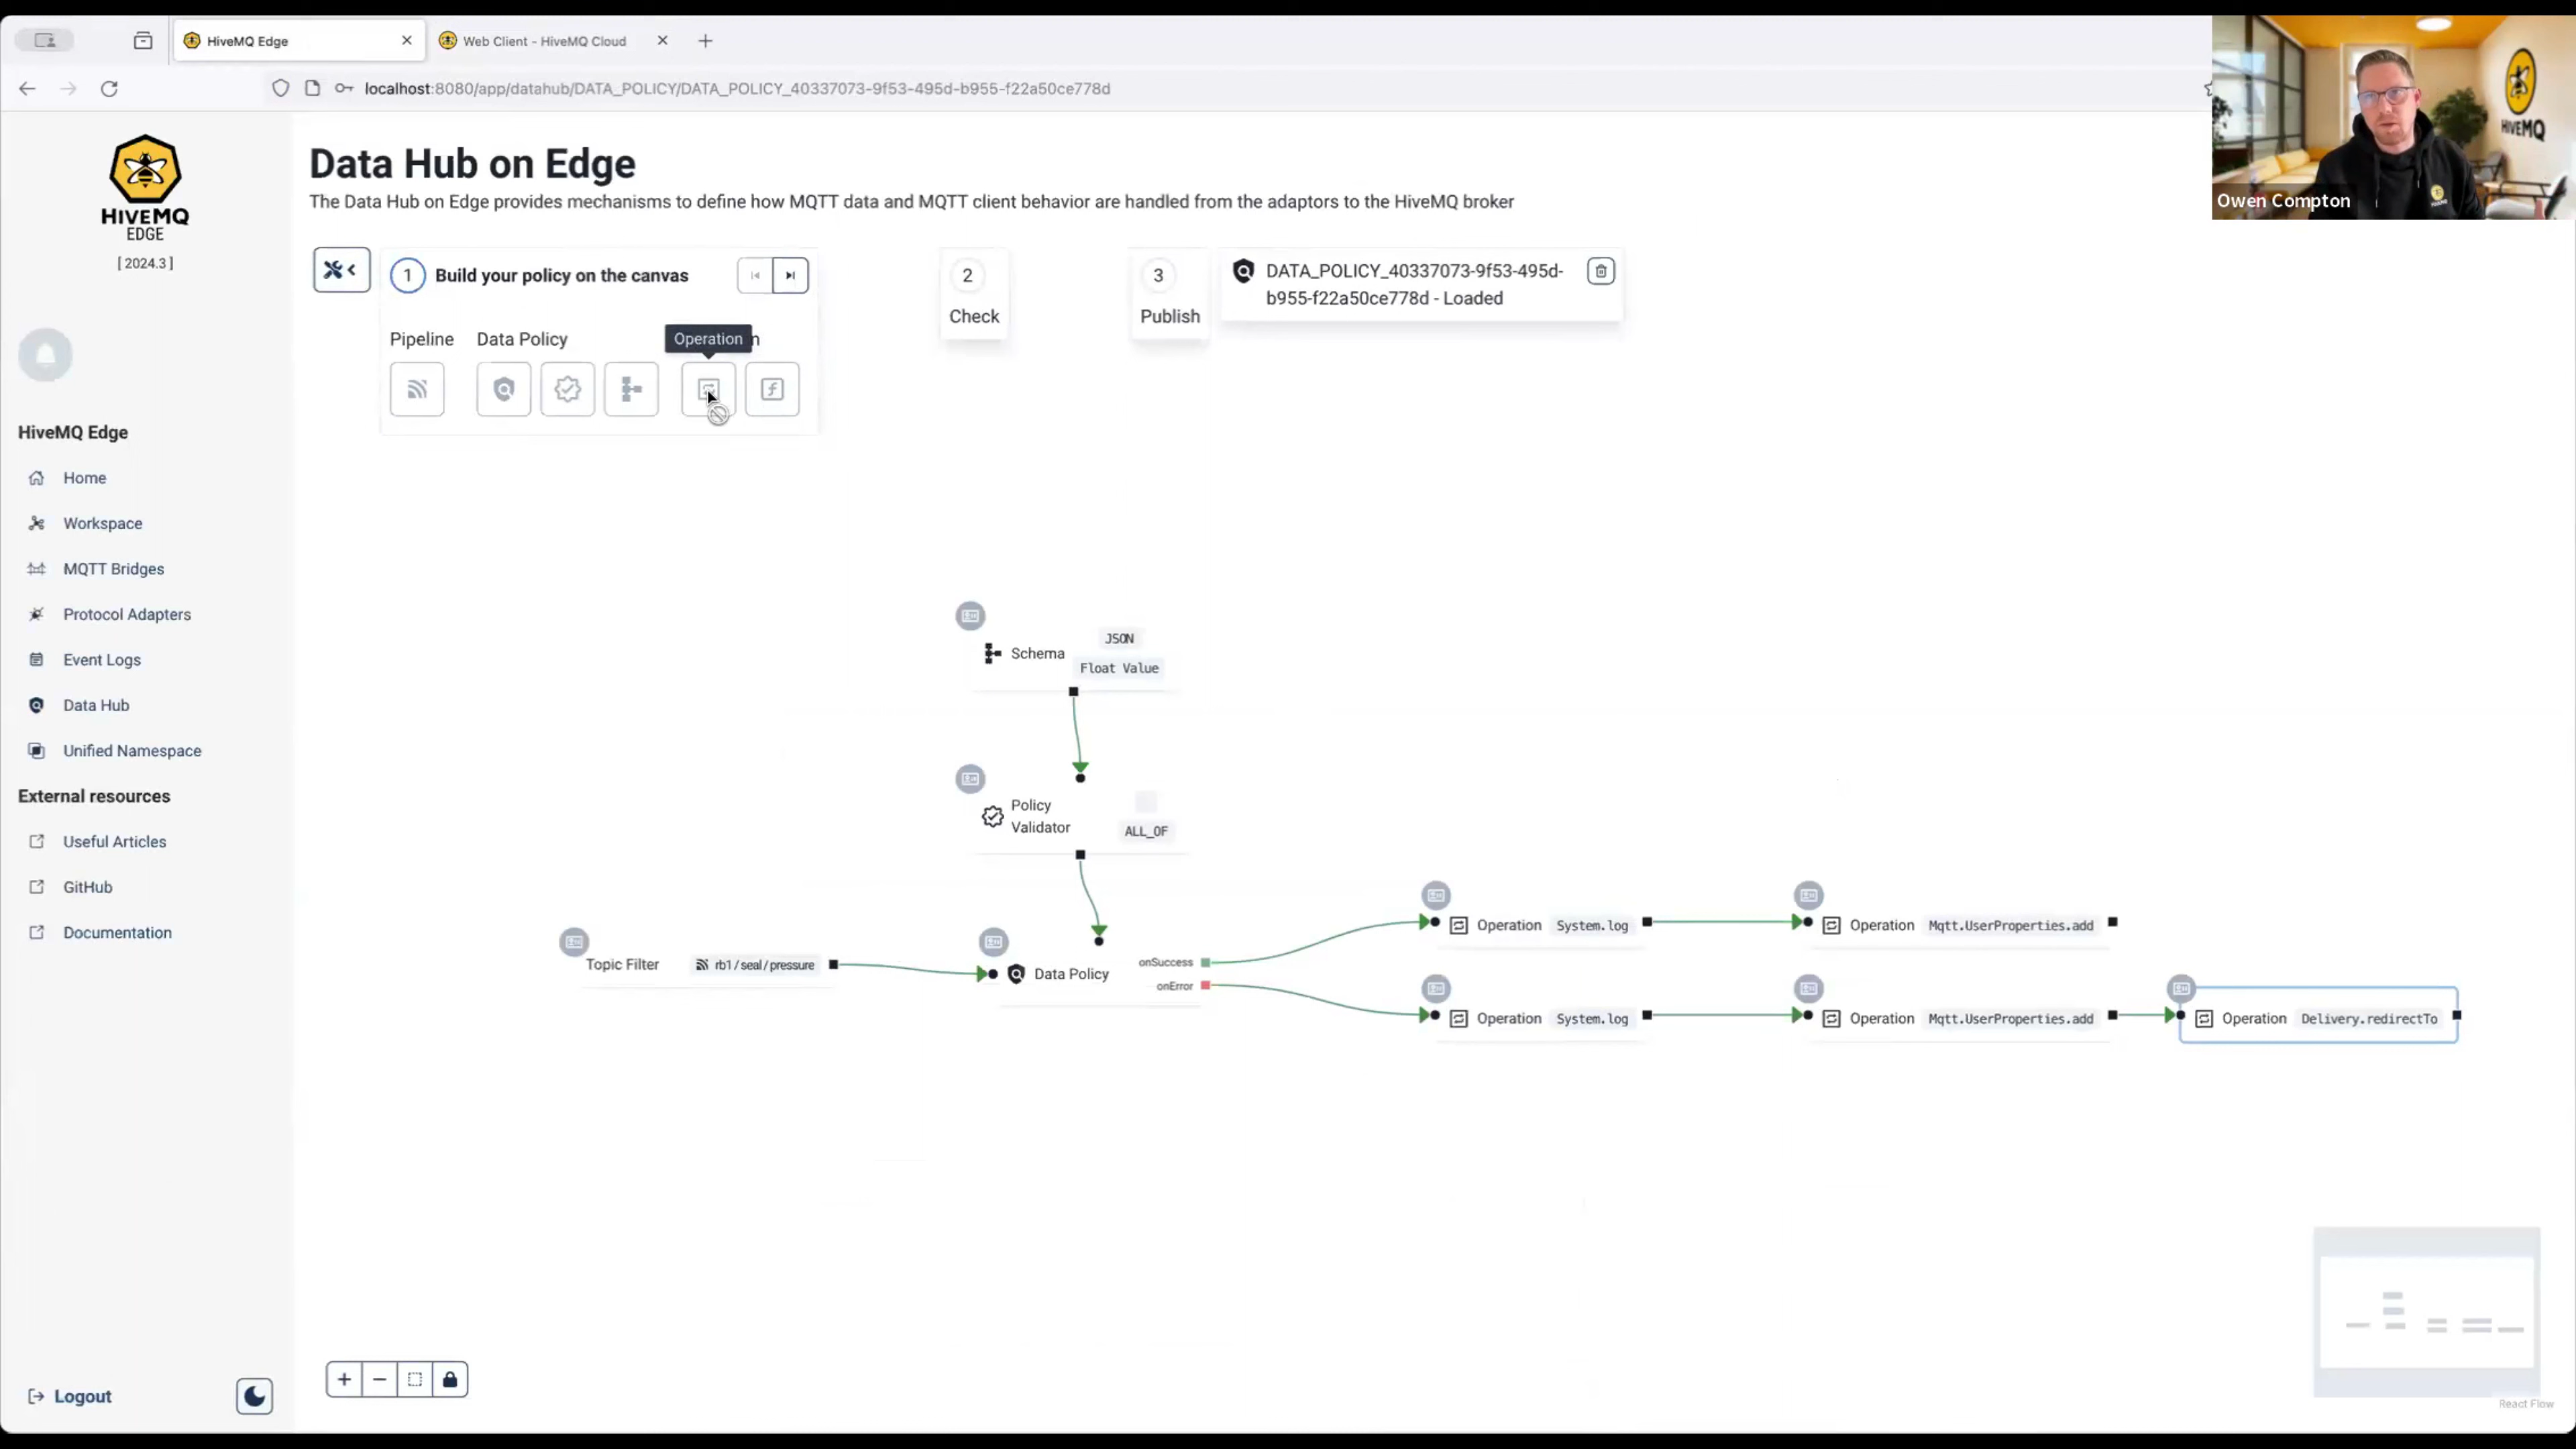 HiveMQ Edge
Web Client - HiveMQ Cloud
localhost:8080/app/datahub/DATA_POLICY/DATA_POLICY_40337073-9f53-495d-b955-f22a50ce778d
HIVEMQ
Owen Compton
HIVEMQ
EDGE
[ 2024.3 ]
HiveMQ Edge
Home
Workspace
MQTT Bridges
Protocol Adapters
Event Logs
Data Hub
Unified Namespace
External resources
Useful Articles
GitHub
Documentation
Logout
Data Hub on Edge
The Data Hub on Edge provides mechanisms to define how MQTT data and MQTT client behavior are handled from the adaptors to the HiveMQ broker
1 Build your policy on the canvas
Pipeline Data Policy Operation n
2
Check
3
Publish
DATA_POLICY_40337073-9f53-495d-
b955-f22a50ce778d - Loaded
Schema
JSON
Float Value
Policy
Validator
ALL_OF
Topic Filter rb1/seal/pressure
Data Policy
onSuccess
onError
Operation System.log
Operation Mqtt.UserProperties.add
Operation System.log
Operation Mqtt.UserProperties.add
Operation Delivery.redirectTo
React Flow